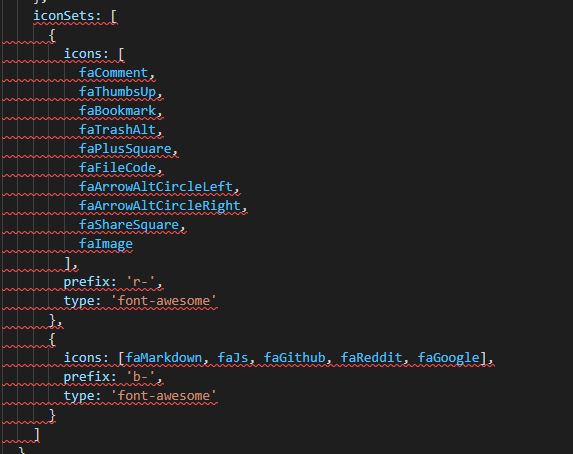 },
iconSets: [
{
icons: [
faComment,
faThumbsUp,
faBookmark,
faTrashAlt,
faPlusSquare,
faFileCode,
faArrowAltCircleLeft,
faArrowAltCircleRight,
faShareSquare,
faImage
],
prefix: 'r-',
type: 'font-awesome'
},
{
icons: [faMarkdown, faJs, faGithub, faReddit, faGoogle],
prefix: 'b-',
type: 'font-awesome'
}
]
}